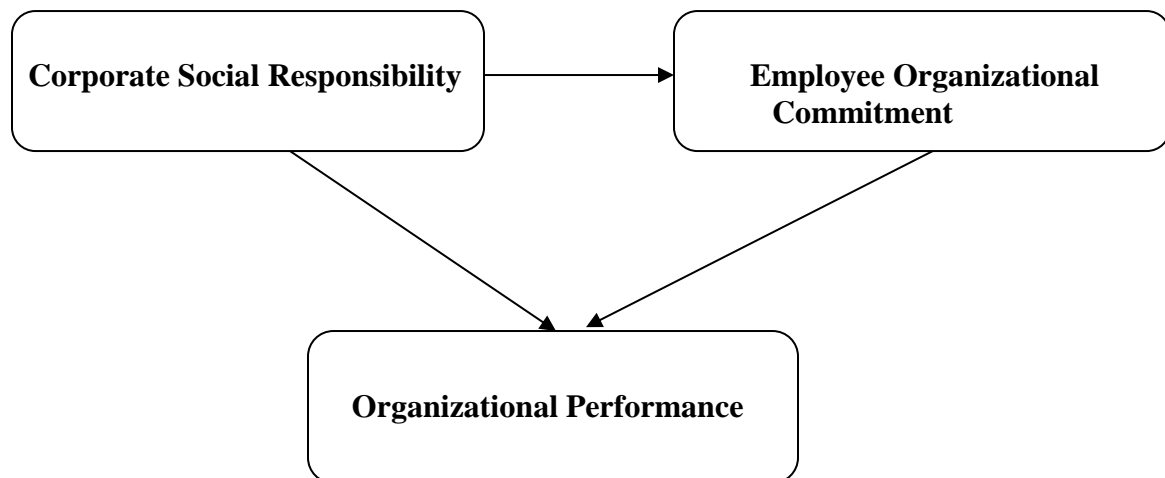 Corporate Social Responsibility
Employee Organizational
Commitment
Organizational Performance